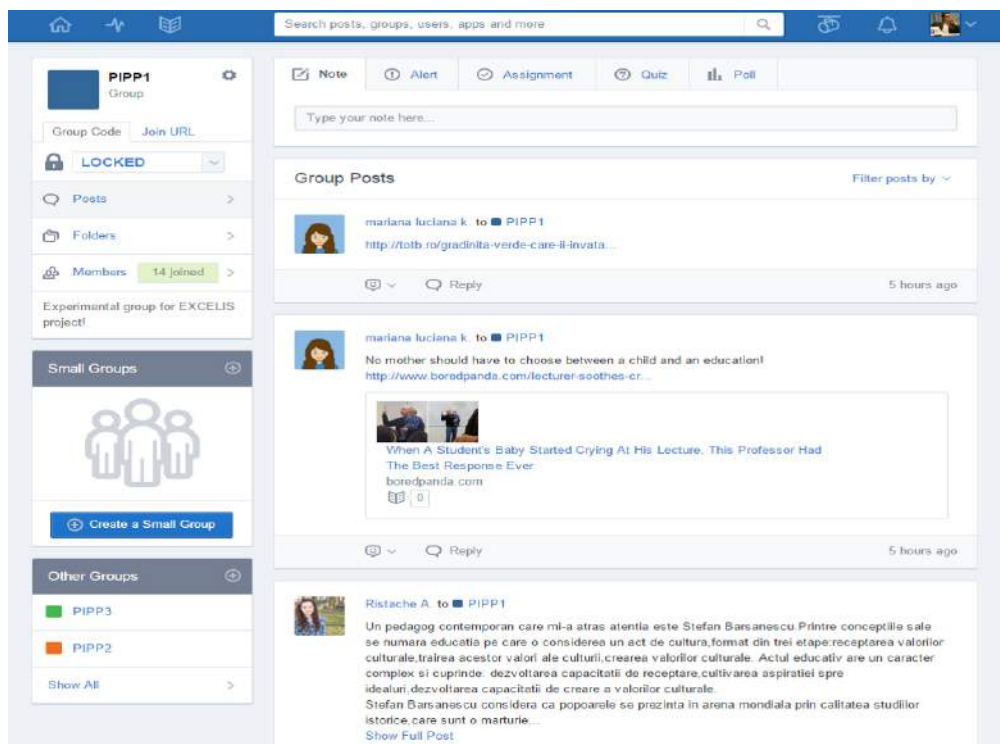 Search posts, groups, users, apps and more
PIPP1
Group
Group Code Join URL
LOCKED
Posts
Folders
Members 14 joined
Experimental group for EXCELIS
project!
Small Groups
Create a Small Group
Other Groups
PIPP3
PIPP2
Show All
Note Alert Assignment Quiz Poll
Type your note here...
Group Posts Filter posts by
mariana luciana k. to PIPP1
http://totb.ro/gradinita-verde-care-ii-invata...
Reply 5 hours ago
mariana luciana k. to PIPP1
No mother should have to choose between a child and an education!
http://www.boredpanda.com/lecturer-soothes-cr...
When A Student's Baby Started Crying At His Lecture, This Professor Had
The Best Response Ever
boredpanda.com
0
Reply 5 hours ago
Ristache A. to PIPP1
Un pedagog contemporan care mi-a atras atentia este Stefan Barsanescu.Printre conceptiile sale
se numara educatia pe care o considerea un act de cultura,format din trei etape:receptarea valorilor
culturale,trairea acestor valori ale culturii,crearea valorilor culturale. Actul educativ are un caracter
complex si cuprinde: dezvoltarea capacitatii de receptare,cultivarea aspiratiei spre
idealuri,dezvoltarea capacitatii de creare a valorilor culturale.
Stefan Barsanescu considera ca popoarele se prezinta in arena mondiala prin calitatea studiilor
istorice,care sunt o marturie...
Show Full Post